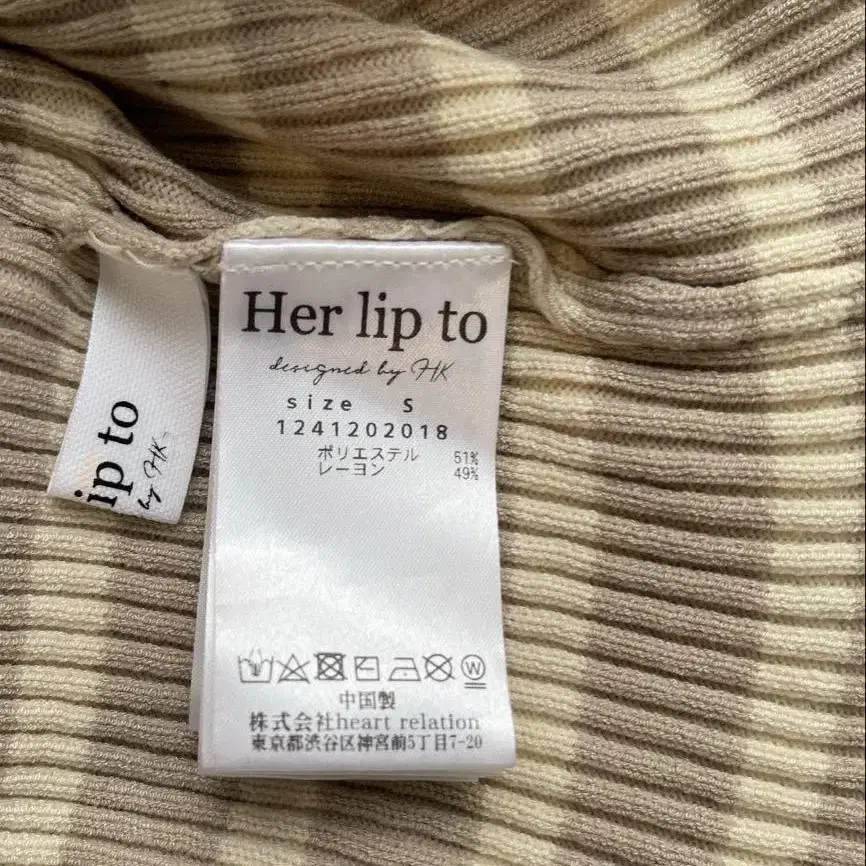 Her lip to
designed by HK
size S
1241202018
ポリエステル 51%
レーヨン 49%
W
中国製
株式会社heart relation
東京都渋谷区神宮前5丁目7-20
ip to
by HK